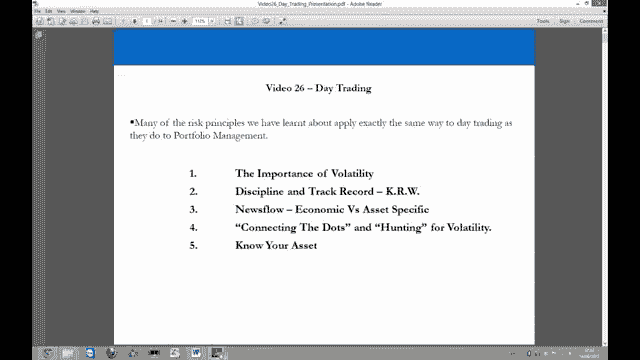 Video26_Day_Trading_Presentation.pdf - Adobe Reader
File Edit View Window Help
Tools Sign Comment
Video 26 – Day Trading
▪Many of the risk principles we have learnt about apply exactly the same way to day trading as
they do to Portfolio Management.
1. The Importance of Volatility
2. Discipline and Track Record – K.R.W.
3. Newsflow – Economic Vs Asset Specific
4. “Connecting The Dots” and “Hunting” for Volatility.
5. Know Your Asset